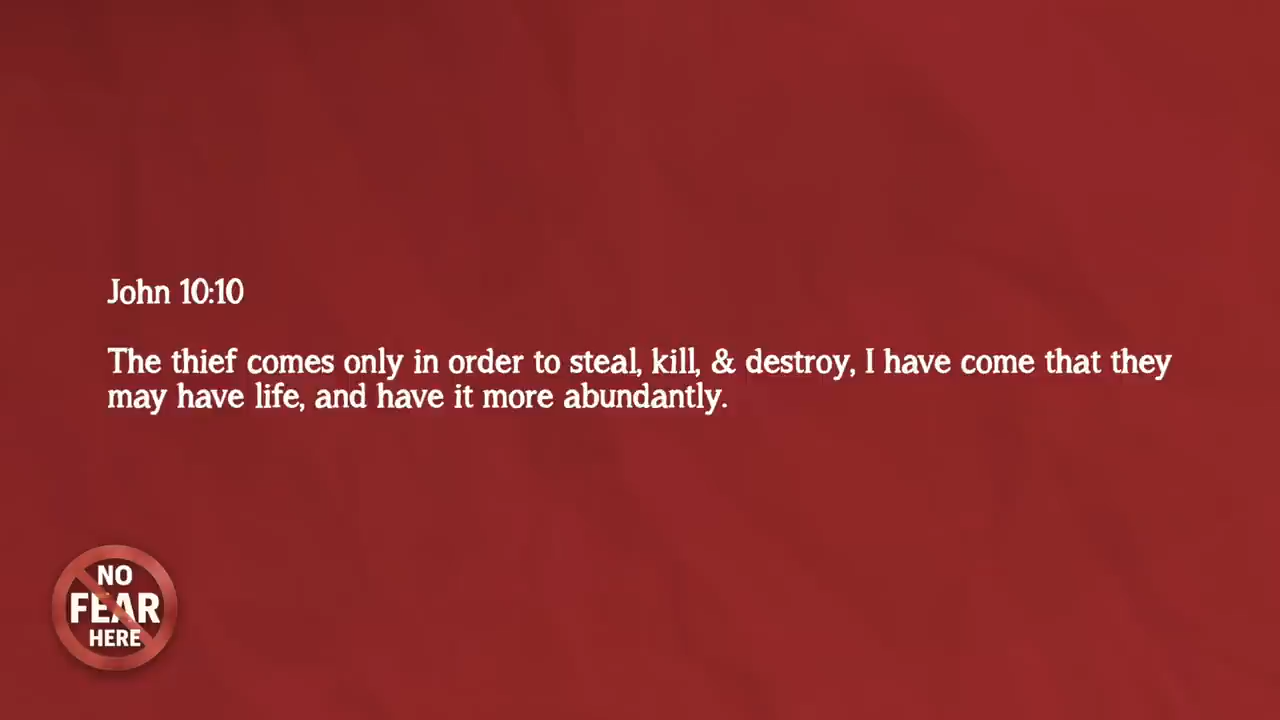 John 10:10
The thief comes only in order to steal, kill, & destroy, I have come that they
may have life, and have it more abundantly.
NO
FEAR
HERE